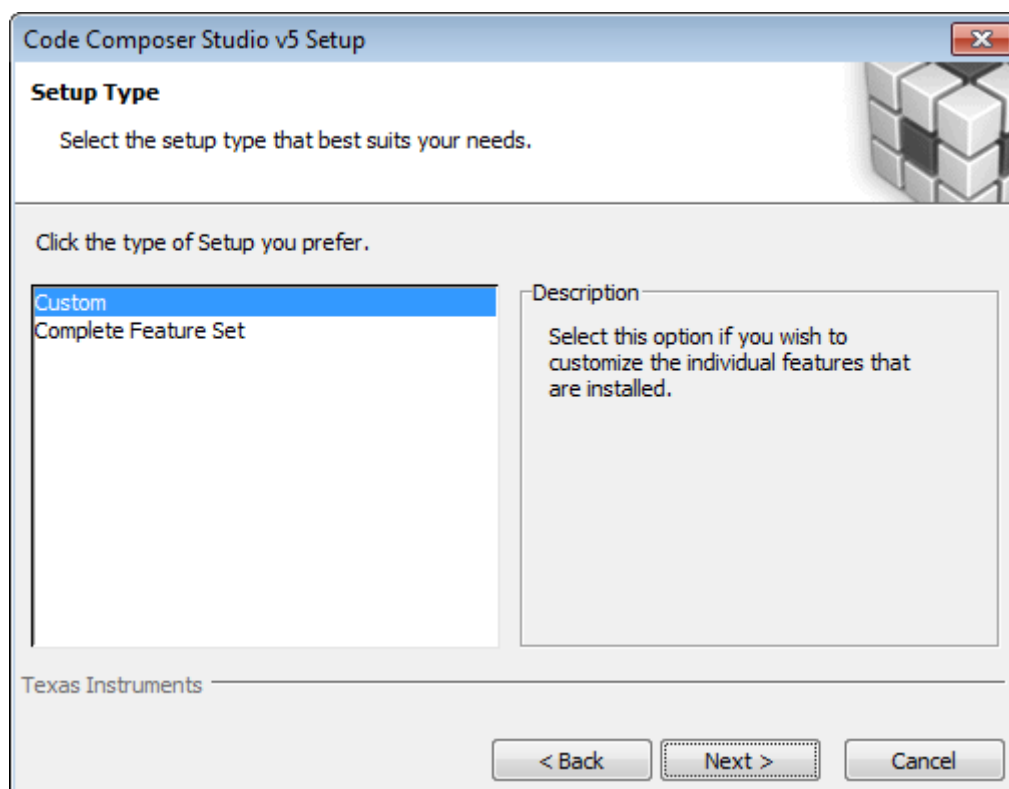 Code Composer Studio v5 Setup
Setup Type
Select the setup type that best suits your needs.
Click the type of Setup you prefer.
Custom
Complete Feature Set
Description
Select this option if you wish to
customize the individual features that
are installed.
Texas Instruments
< Back
Next >
Cancel